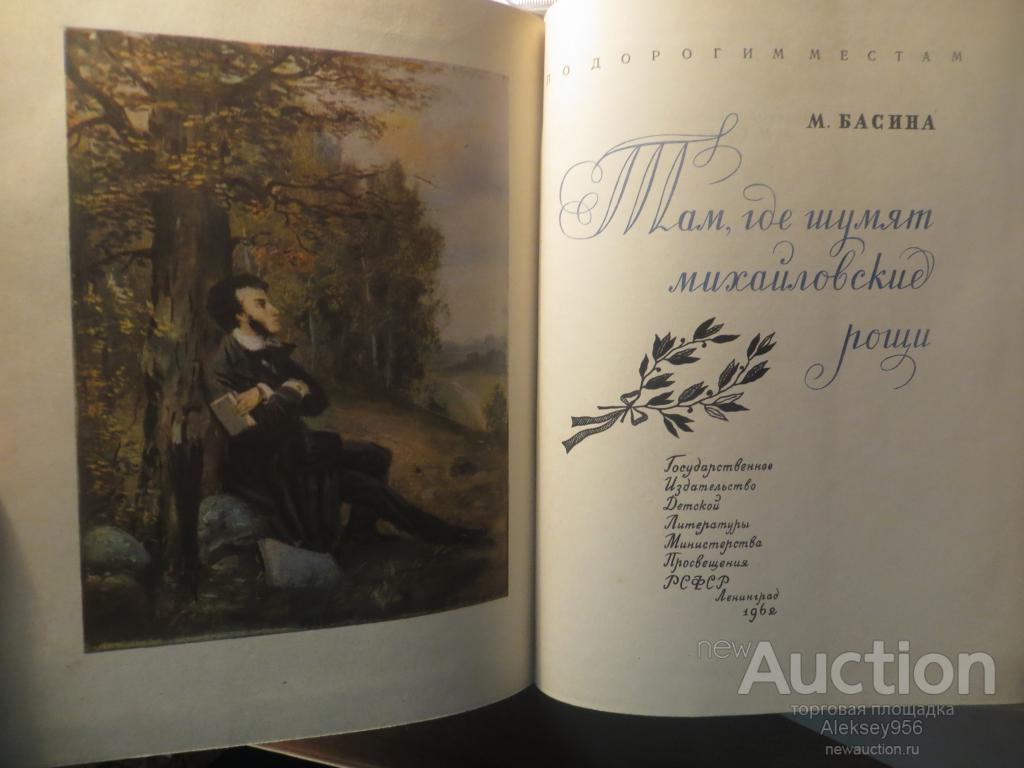 ПО ДОРОГИМ МЕСТАМ
М. БАСИНА
Там, где шумят
михайловские
рощи
Государственное
Издательство
Детской
Литературы
Министерства
Просвещения
РСФСР
Ленинград
1962
newAuction
торговая площадка
Aleksey956
newauction.ru